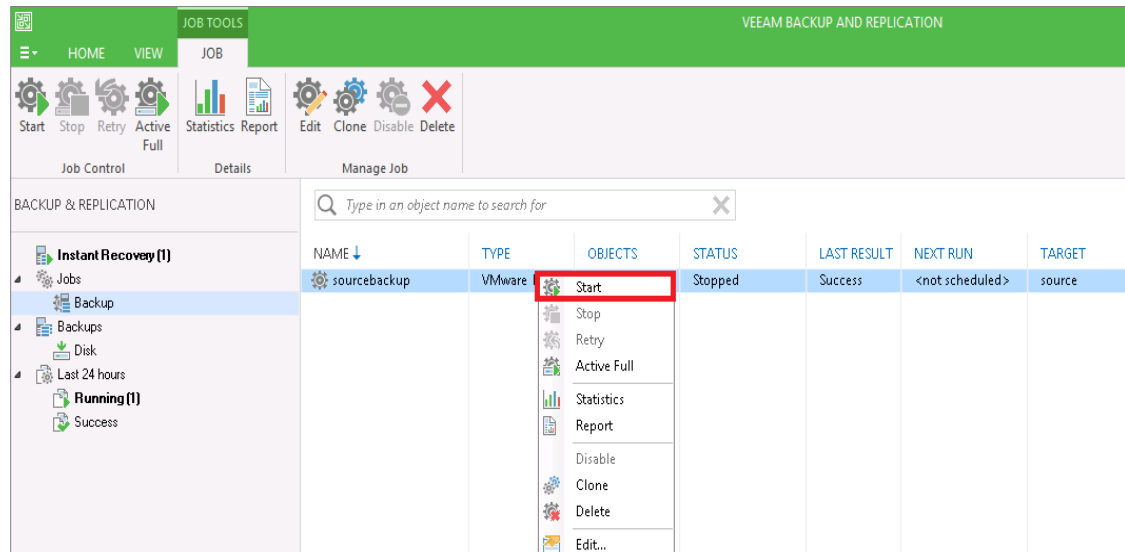 JOB TOOLS
VEEAM BACKUP AND REPLICATION
HOME VIEW JOB
Start Stop Retry Active Full
Statistics Report
Edit Clone Disable Delete
Job Control Details Manage Job
BACKUP & REPLICATION
Type in an object name to search for
Instant Recovery (1)
Jobs
Backup
Backups
Disk
Last 24 hours
Running (1)
Success
NAME TYPE OBJECTS STATUS LAST RESULT NEXT RUN TARGET
sourcebackup VMware Stopped Success <not scheduled> source
Start
Stop
Retry
Active Full
Statistics
Report
Disable
Clone
Delete
Edit...